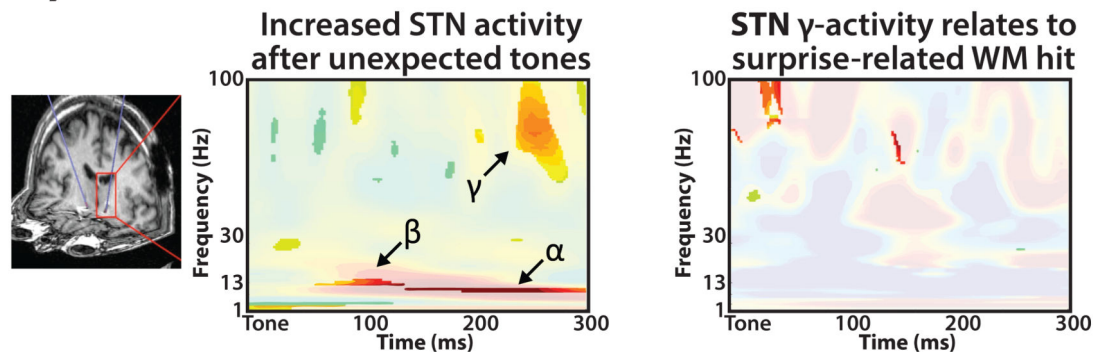 Increased STN activity
after unexpected tones
100
30
13
1
Frequency (Hz)
γ
β
α
Tone 100 200 300
Time (ms)
STN γ-activity relates to
surprise-related WM hit
100
30
13
1
Frequency (Hz)
Tone 100 200 300
Time (ms)